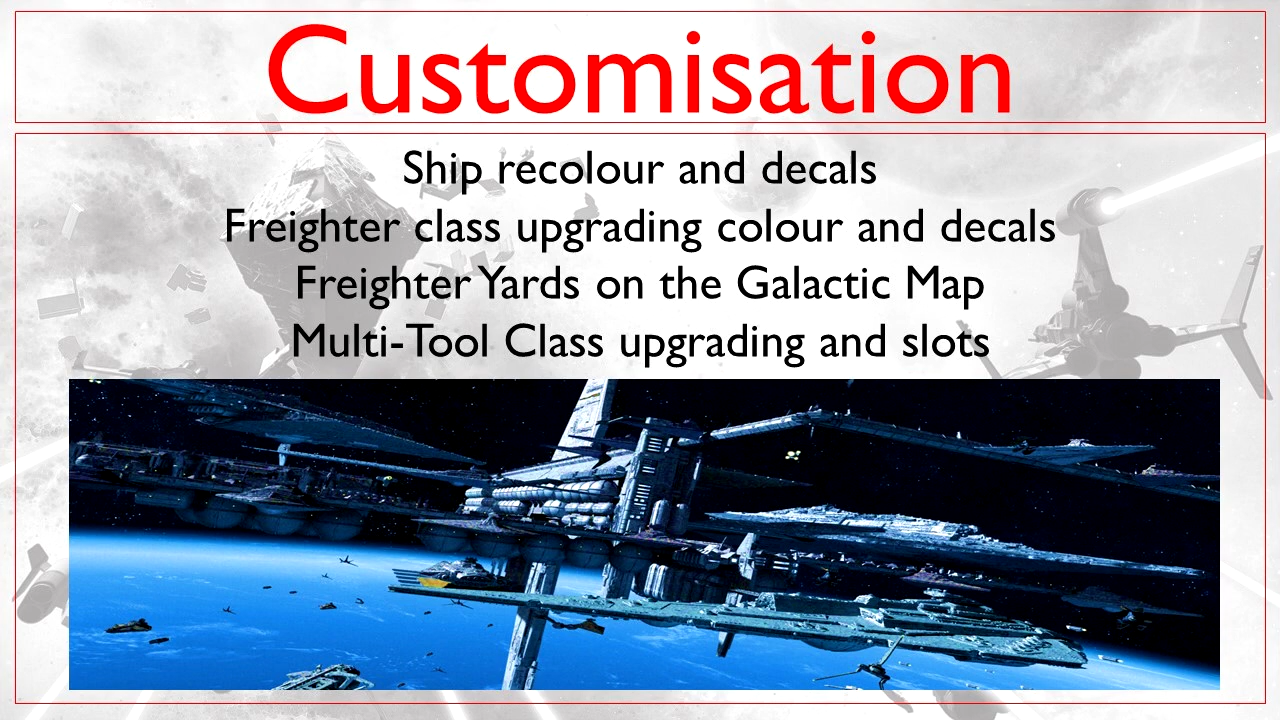 Customisation
Ship recolour and decals
Freighter class upgrading colour and decals
Freighter Yards on the Galactic Map
Multi-Tool Class upgrading and slots